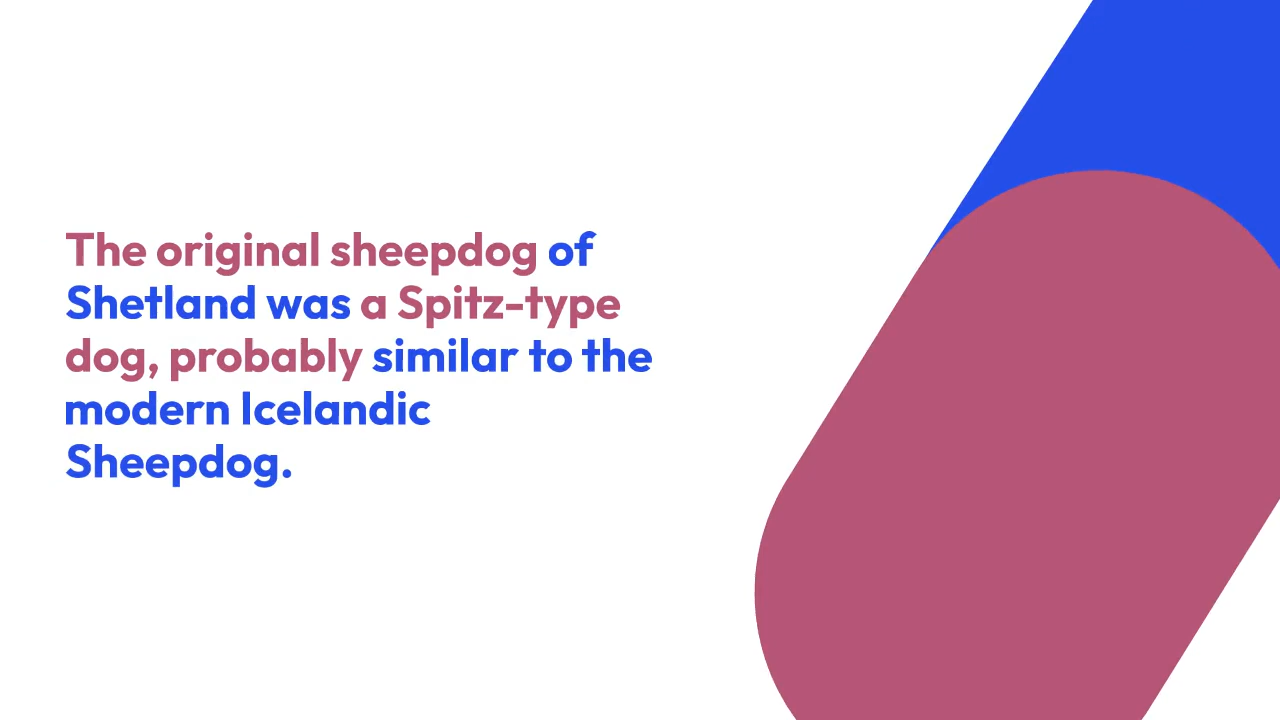 The original sheepdog of
Shetland was a Spitz-type
dog, probably similar to the
modern Icelandic
Sheepdog.